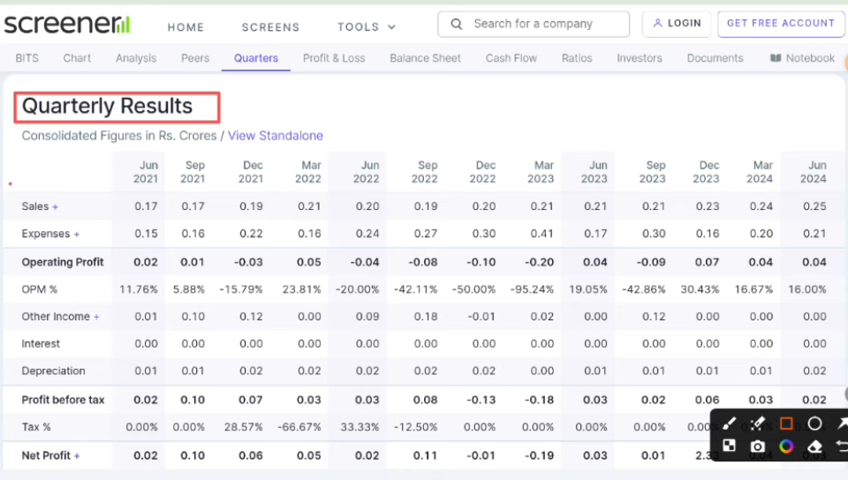 screener
HOME SCREENS TOOLS Search for a company LOGIN GET FREE ACCOUNT
BITS Chart Analysis Peers Quarters Profit & Loss Balance Sheet Cash Flow Ratios Investors Documents Notebook
Quarterly Results
Consolidated Figures in Rs. Crores / View Standalone
Jun 2021 Sep 2021 Dec 2021 Mar 2022 Jun 2022 Sep 2022 Dec 2022 Mar 2023 Jun 2023 Sep 2023 Dec 2023 Mar 2024 Jun 2024
Sales + 0.17 0.17 0.19 0.21 0.20 0.19 0.20 0.21 0.21 0.21 0.23 0.24 0.25
Expenses + 0.15 0.16 0.22 0.16 0.24 0.27 0.30 0.41 0.17 0.30 0.16 0.20 0.21
Operating Profit 0.02 0.01 -0.03 0.05 -0.04 -0.08 -0.10 -0.20 0.04 -0.09 0.07 0.04 0.04
OPM % 11.76% 5.88% -15.79% 23.81% -20.00% -42.11% -50.00% -95.24% 19.05% -42.86% 30.43% 16.67% 16.00%
Other Income + 0.01 0.10 0.12 0.00 0.09 0.18 -0.01 0.02 0.00 0.12 0.00 0.00 0.00
Interest 0.00 0.00 0.00 0.00 0.00 0.00 0.00 0.00 0.00 0.00 0.00 0.00 0.00
Depreciation 0.01 0.01 0.02 0.02 0.02 0.02 0.02 0.00 0.01 0.01 0.01 0.01 0.02
Profit before tax 0.02 0.10 0.07 0.03 0.03 0.08 -0.13 -0.18 0.03 0.02 0.06 0.03 0.02
Tax % 0.00% 0.00% 28.57% -66.67% 33.33% -12.50% 0.00% 0.00% 0.00% 0.00%
Net Profit + 0.02 0.10 0.06 0.05 0.02 0.11 -0.01 -0.19 0.03 0.01